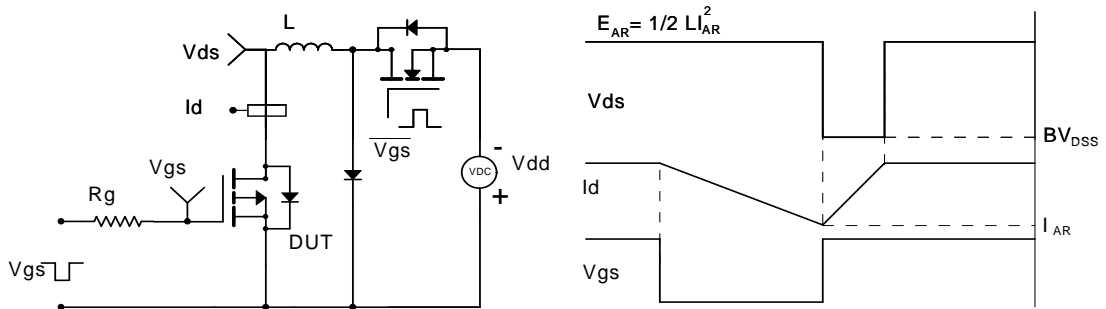 L
Vds
Id
Vgs
Vgs
-
Vdd
VDC
+
Rg
DUT
Vgs
E_AR = 1/2 LI_AR^2
Vds
BV_DSS
Id
I_AR
Vgs